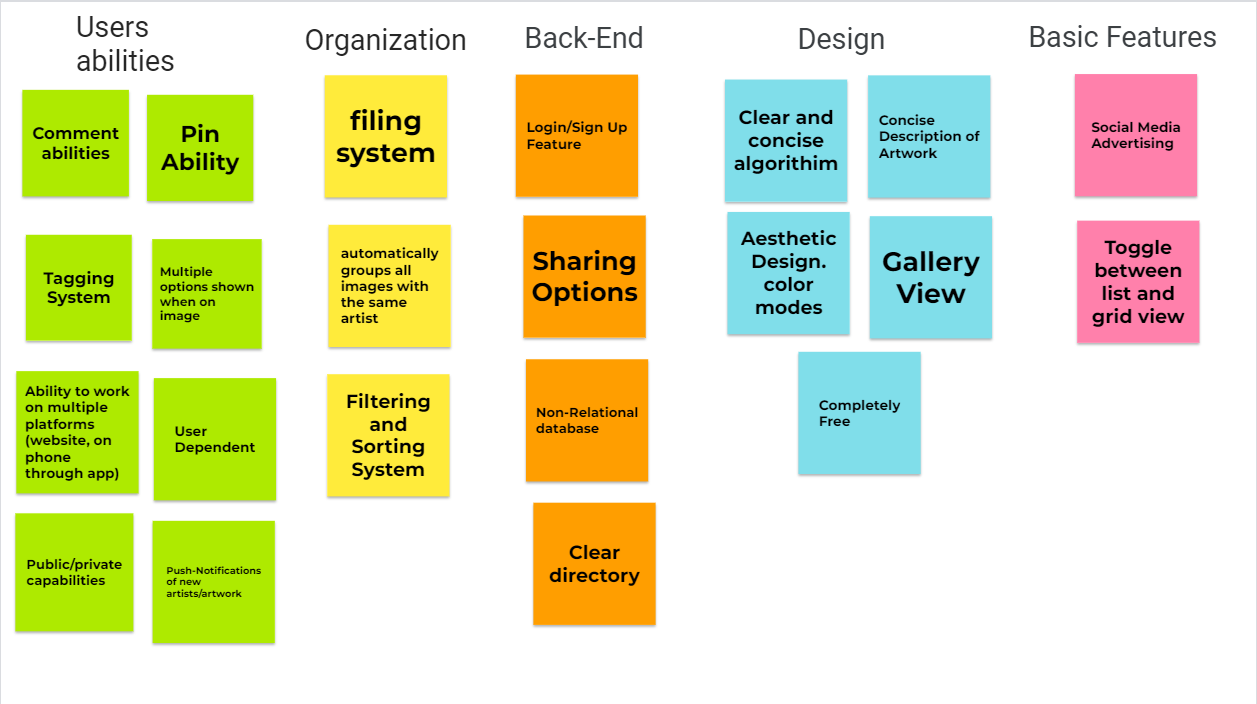 Users
abilities
Organization
Back-End
Design
Basic Features
Comment
abilities
Pin
Ability
Tagging
System
Multiple
options shown
when on
image
Ability to work
on multiple
platforms
(website, on
phone
through app)
User
Dependent
Public/private
capabilities
Push-Notifications
of new
artists/artwork
filing
system
automatically
groups all
images with
the same
artist
Filtering
and
Sorting
System
Login/Sign Up
Feature
Sharing
Options
Non-Relational
database
Clear
directory
Clear and
concise
algorithim
Concise
Description of
Artwork
Aesthetic
Design.
color
modes
Gallery
View
Completely
Free
Social Media
Advertising
Toggle
between
list and
grid view